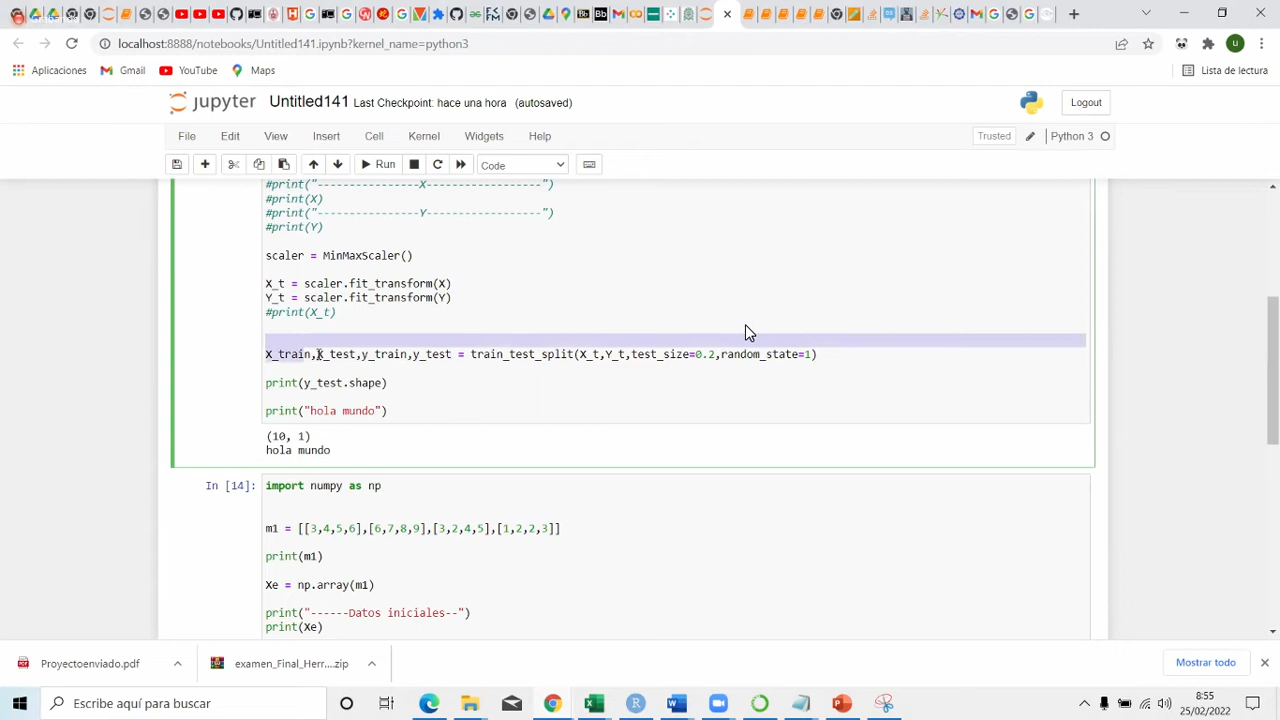 localhost:8888/notebooks/Untitled141.ipynb?kernel_name=python3
u
Aplicaciones
Gmail
YouTube
Maps
Lista de lectura
jupyter Untitled141 Last Checkpoint: hace una hora (autosaved)
Logout
File Edit View Insert Cell Kernel Widgets Help
Trusted Python 3
Run Code
#print("----------------X------------------")
#print(X)
#print("----------------Y------------------")
#print(Y)
scaler = MinMaxScaler()
X_t = scaler.fit_transform(X)
Y_t = scaler.fit_transform(Y)
#print(X_t)
X_train,X_test,y_train,y_test = train_test_split(X_t,Y_t,test_size=0.2,random_state=1)
print(y_test.shape)
print("hola mundo")
(10, 1)
hola mundo
In [14]:
import numpy as np
m1 = [[3,4,5,6],[6,7,8,9],[3,2,4,5],[1,2,2,3]]
print(m1)
Xe = np.array(m1)
print("------Datos iniciales--")
print(Xe)
Proyectoenviado.pdf
examen_Final_Herr....zip
Mostrar todo
Escribe aquí para buscar
8:55
25/02/2022